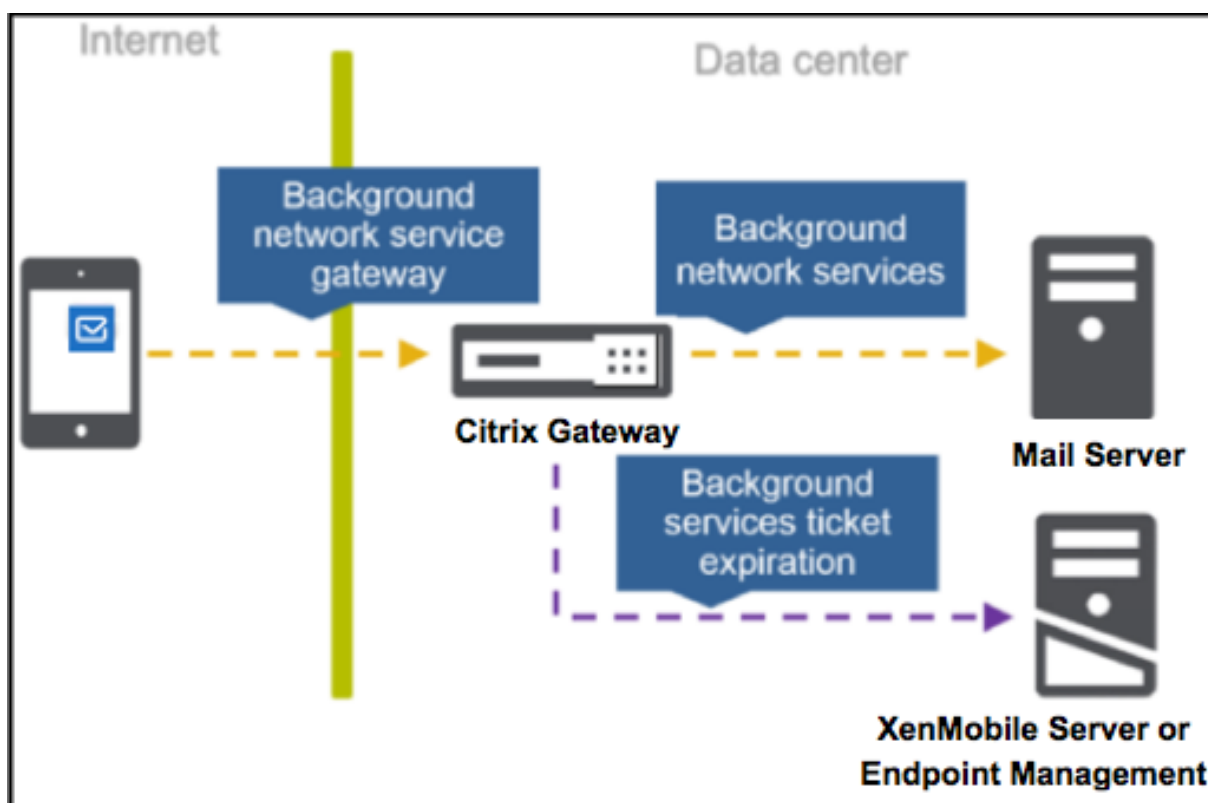 Internet
Data center
Background
network service
gateway
Background
network services
Citrix Gateway
Mail Server
Background
services ticket
expiration
XenMobile Server or
Endpoint Management